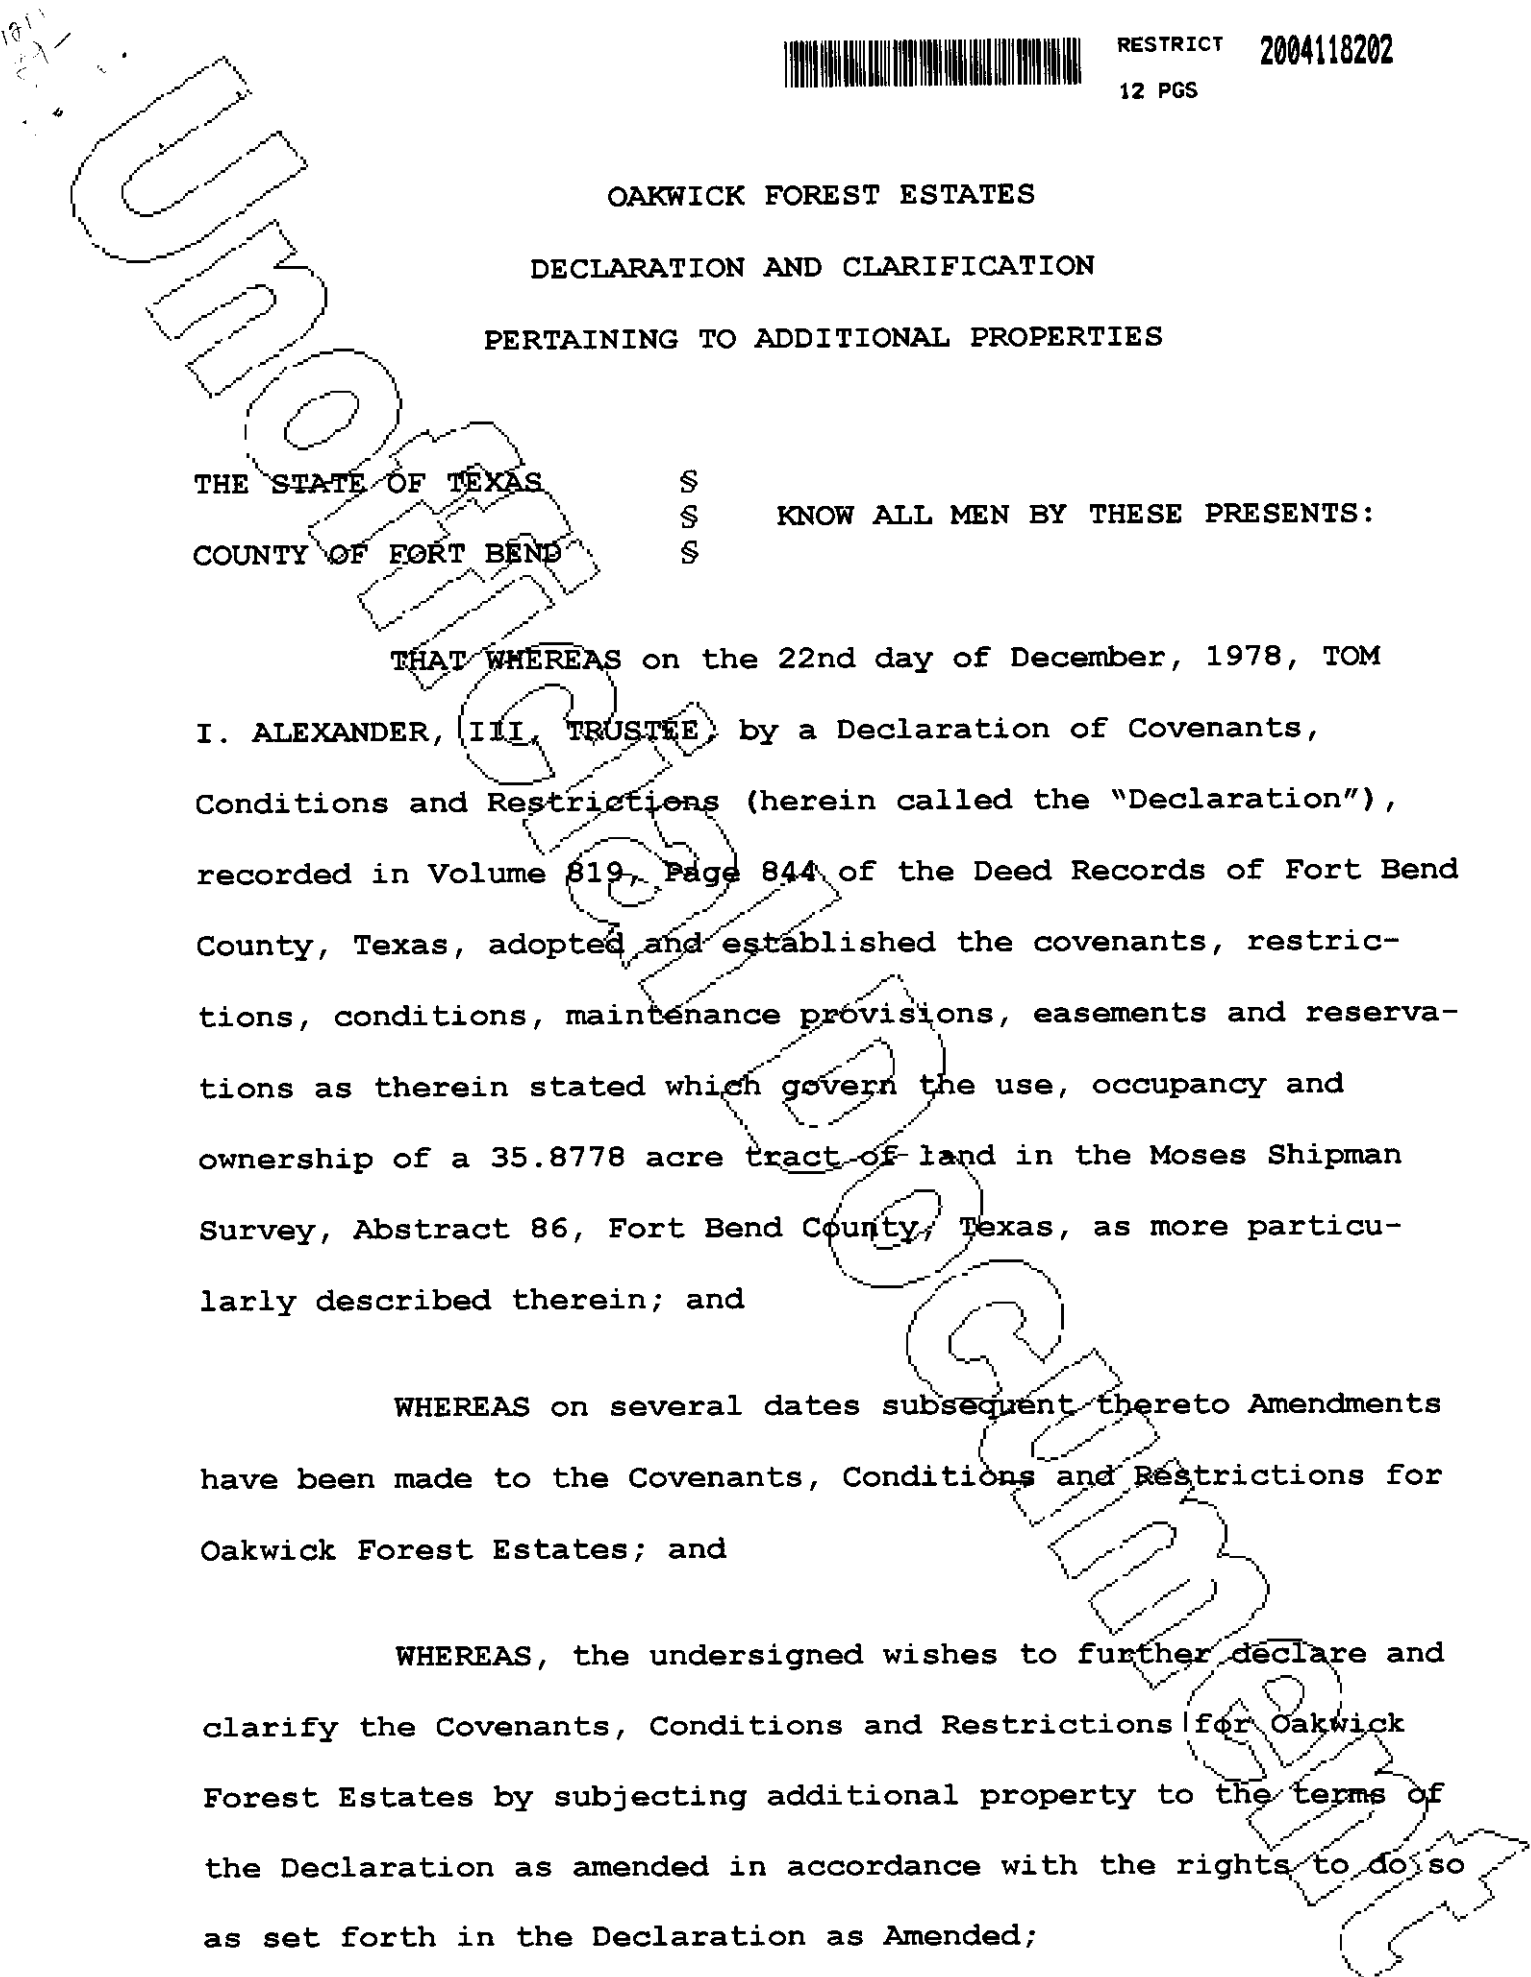 RESTRICT 2004118202
12 PGS
OAKWICK FOREST ESTATES
DECLARATION AND CLARIFICATION
PERTAINING TO ADDITIONAL PROPERTIES
THE STATE OF TEXAS §
§ KNOW ALL MEN BY THESE PRESENTS:
COUNTY OF FORT BEND §
THAT WHEREAS on the 22nd day of December, 1978, TOM
I. ALEXANDER, III, TRUSTEE, by a Declaration of Covenants,
Conditions and Restrictions (herein called the “Declaration”),
recorded in Volume 819, Page 844 of the Deed Records of Fort Bend
County, Texas, adopted and established the covenants, restric-
tions, conditions, maintenance provisions, easements and reserva-
tions as therein stated which govern the use, occupancy and
ownership of a 35.8778 acre tract of land in the Moses Shipman
Survey, Abstract 86, Fort Bend County, Texas, as more particu-
larly described therein; and
WHEREAS on several dates subsequent thereto Amendments
have been made to the Covenants, Conditions and Restrictions for
Oakwick Forest Estates; and
WHEREAS, the undersigned wishes to further declare and
clarify the Covenants, Conditions and Restrictions for Oakwick
Forest Estates by subjecting additional property to the terms of
the Declaration as amended in accordance with the rights to do so
as set forth in the Declaration as Amended;
Unofficial Document